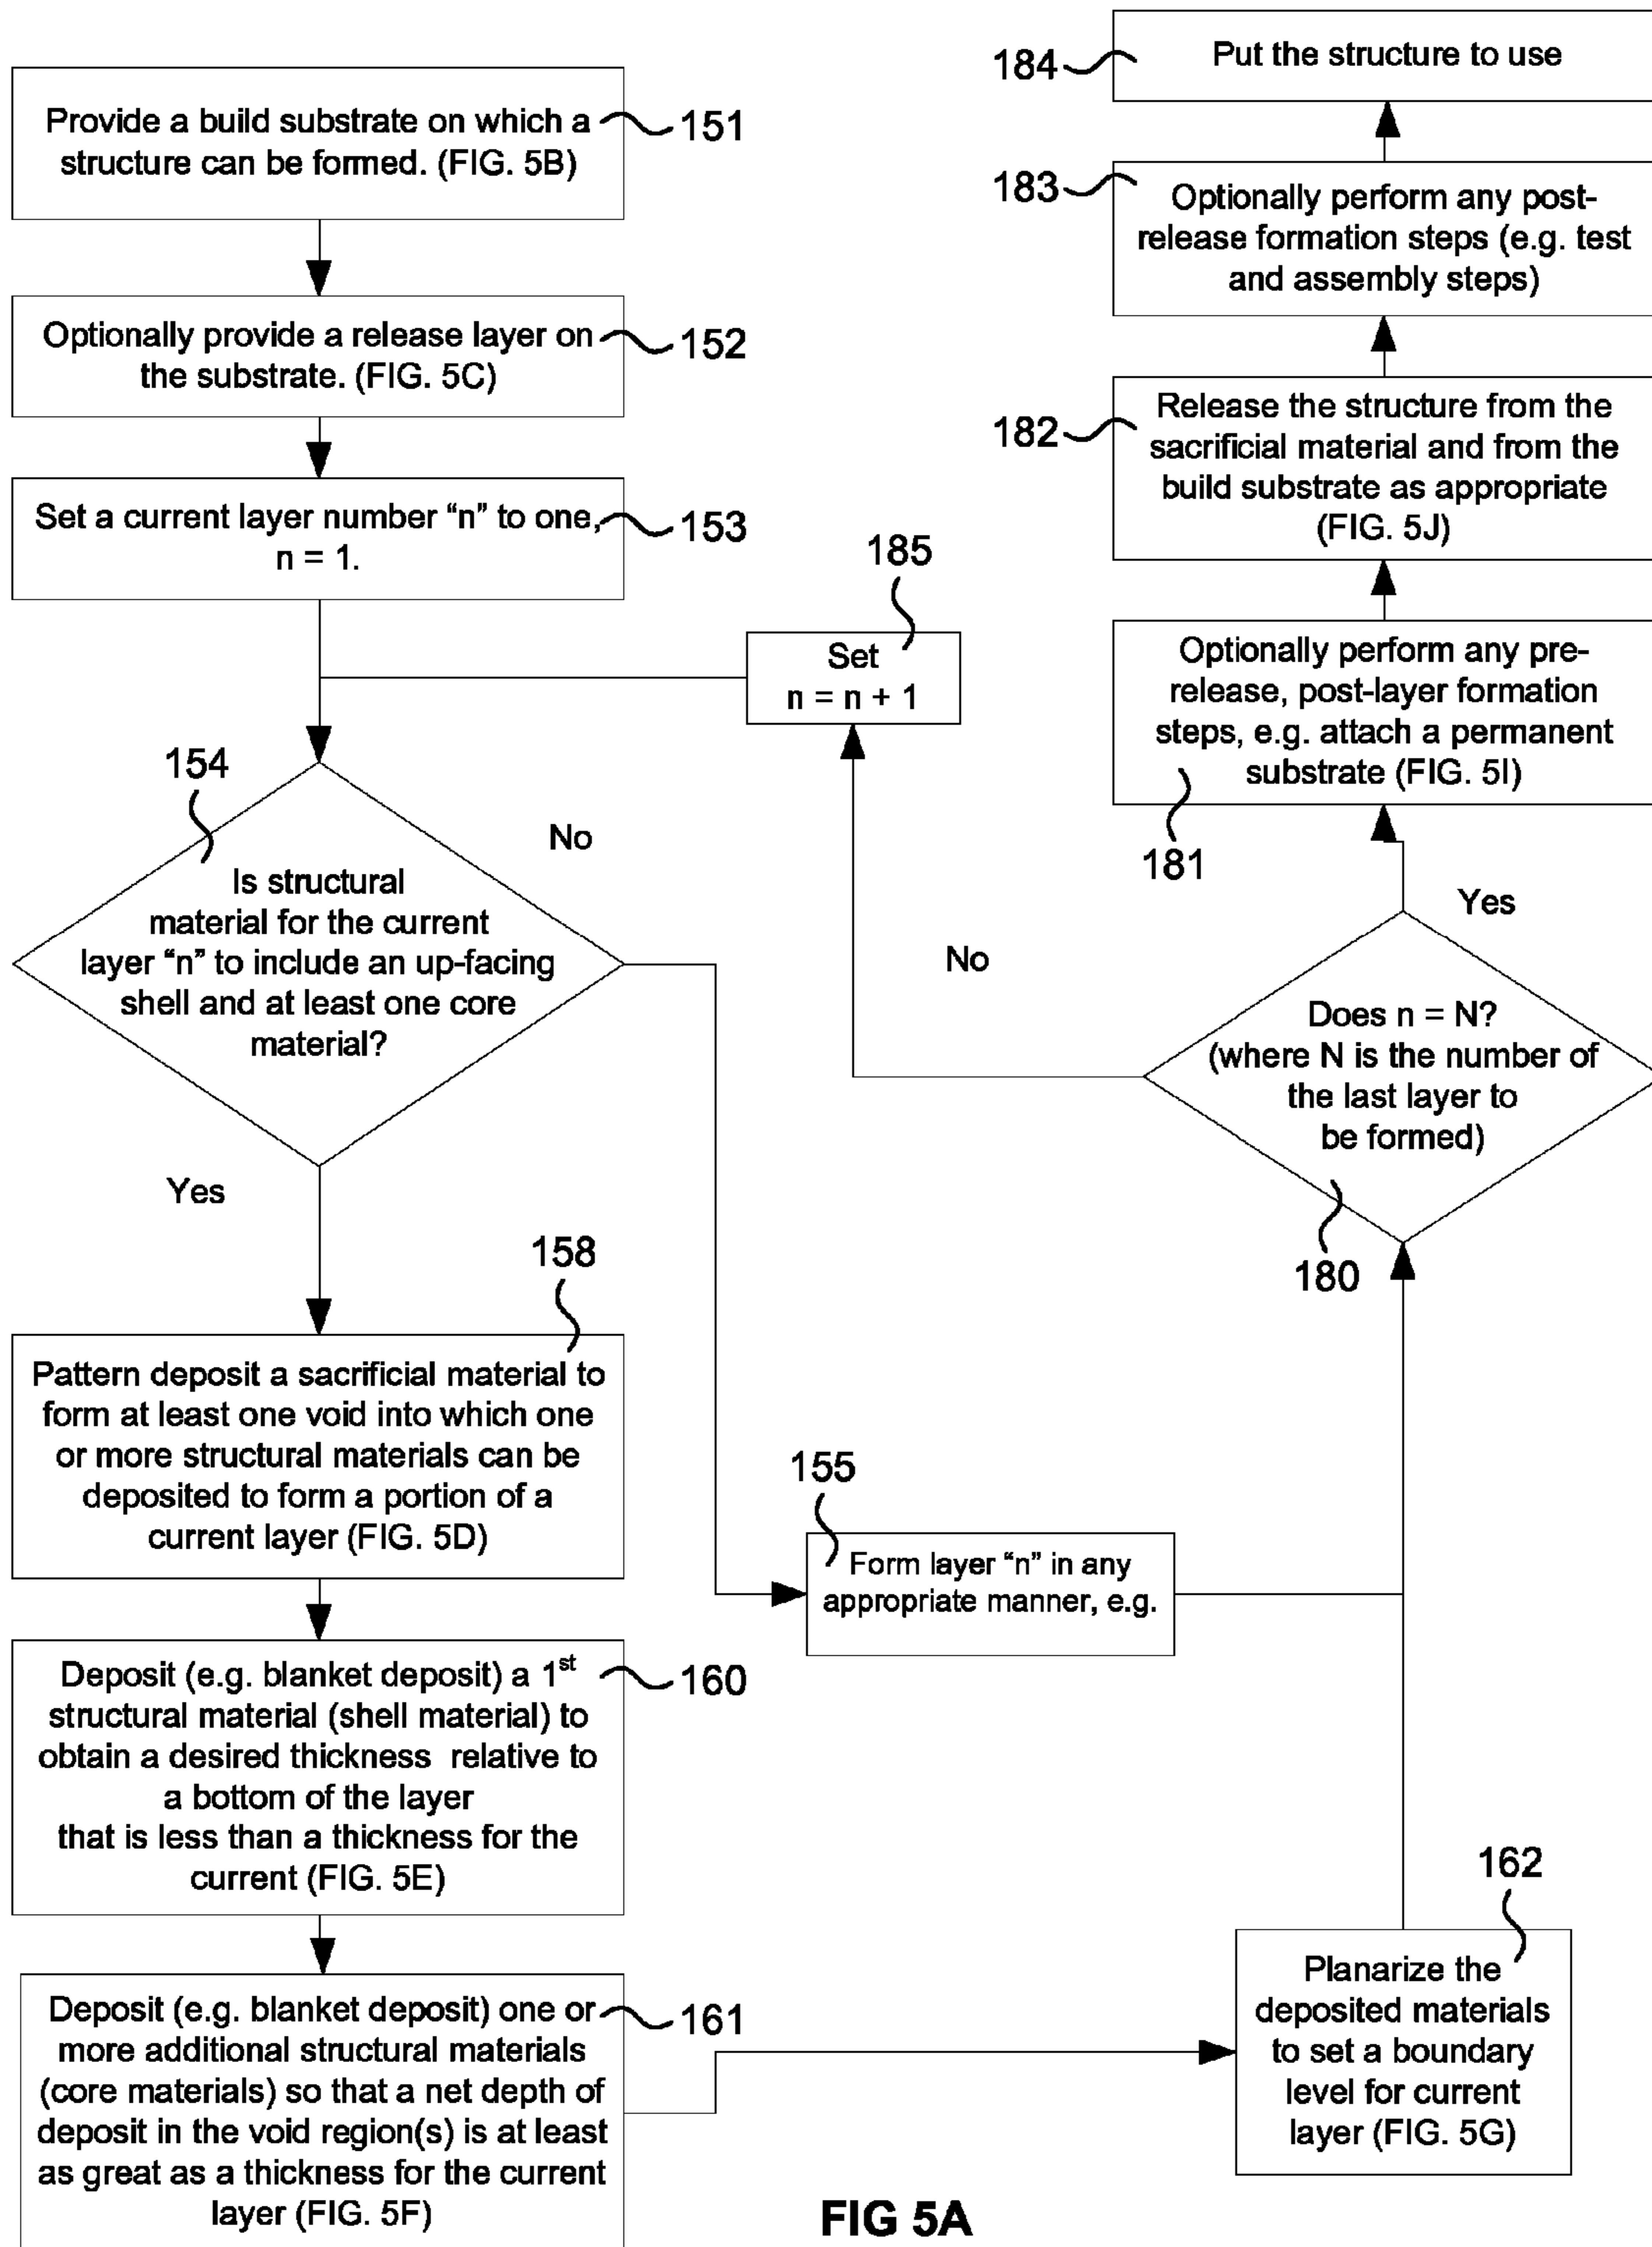 Provide a build substrate on which a
structure can be formed. (FIG. 5B)
151
Optionally provide a release layer on
the substrate. (FIG. 5C)
152
Set a current layer number “n” to one,
n = 1.
153
185
Set
n = n + 1
154
No
Is structural
material for the current
layer “n” to include an up-facing
shell and at least one core
material?
Yes
158
Pattern deposit a sacrificial material to
form at least one void into which one
or more structural materials can be
deposited to form a portion of a
current layer (FIG. 5D)
155
Form layer “n” in any
appropriate manner, e.g.
Deposit (e.g. blanket deposit) a 1st
structural material (shell material) to
obtain a desired thickness relative to
a bottom of the layer
that is less than a thickness for the
current (FIG. 5E)
160
Deposit (e.g. blanket deposit) one or
more additional structural materials
(core materials) so that a net depth of
deposit in the void region(s) is at least
as great as a thickness for the current
layer (FIG. 5F)
161
162
Planarize the
deposited materials
to set a boundary
level for current
layer (FIG. 5G)
180
Does n = N?
(where N is the number of
the last layer to
be formed)
No
Yes
181
Optionally perform any pre-
release, post-layer formation
steps, e.g. attach a permanent
substrate (FIG. 5I)
182
Release the structure from the
sacrificial material and from the
build substrate as appropriate
(FIG. 5J)
183
Optionally perform any post-
release formation steps (e.g. test
and assembly steps)
184
Put the structure to use
FIG 5A